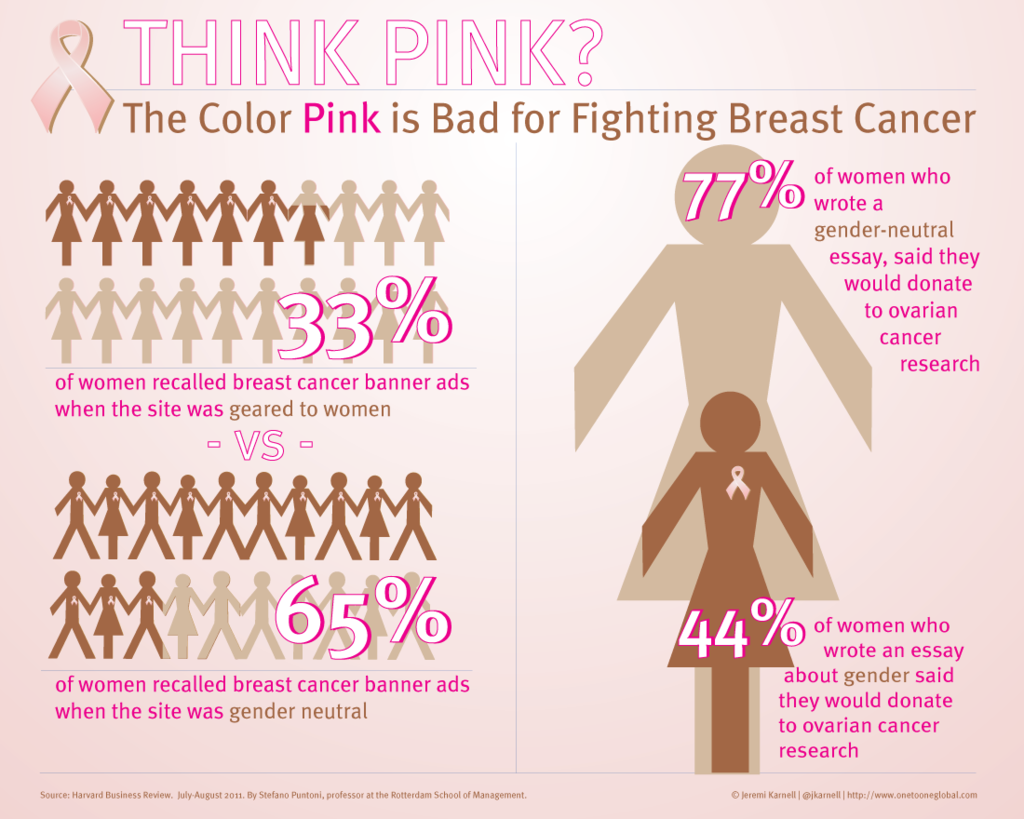 THINK PINK?
The Color Pink is Bad for Fighting Breast Cancer
33%
of women recalled breast cancer banner ads
when the site was geared to women
- VS -
65%
of women recalled breast cancer banner ads
when the site was gender neutral
77%
of women who
wrote a
gender-neutral
essay, said they
would donate
to ovarian
cancer
research
44%
of women who
wrote an essay
about gender said
they would donate
to ovarian cancer
research
Source: Harvard Business Review. July-August 2011. By Stefano Puntoni, professor at the Rotterdam School of Management.
© Jeremi Karnell | @jkarnell | http://www.onetooneglobal.com